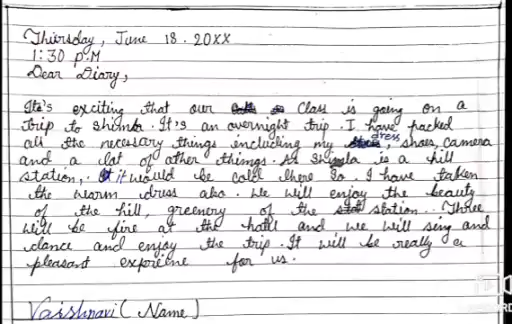 Thursday, June 18.20XX
1:30 P.M
Dear Diary,
It's exciting that our Class is going on a
Trip to Shimla. It's an overnight trip. I have packed
all the necessary things encluding my dress, shoes, camera
and a lot of other things. As Shimla is a hill
station, it would be cold there so. I have taken
the warm dress also. We will enjoy the beauty
of the hill, greenery of the station.. There
will be fire at the hotel and we will sing and
dance and enjoy the trip. It will be really a
pleasant expreine for us.
Vaishnavi (Name)